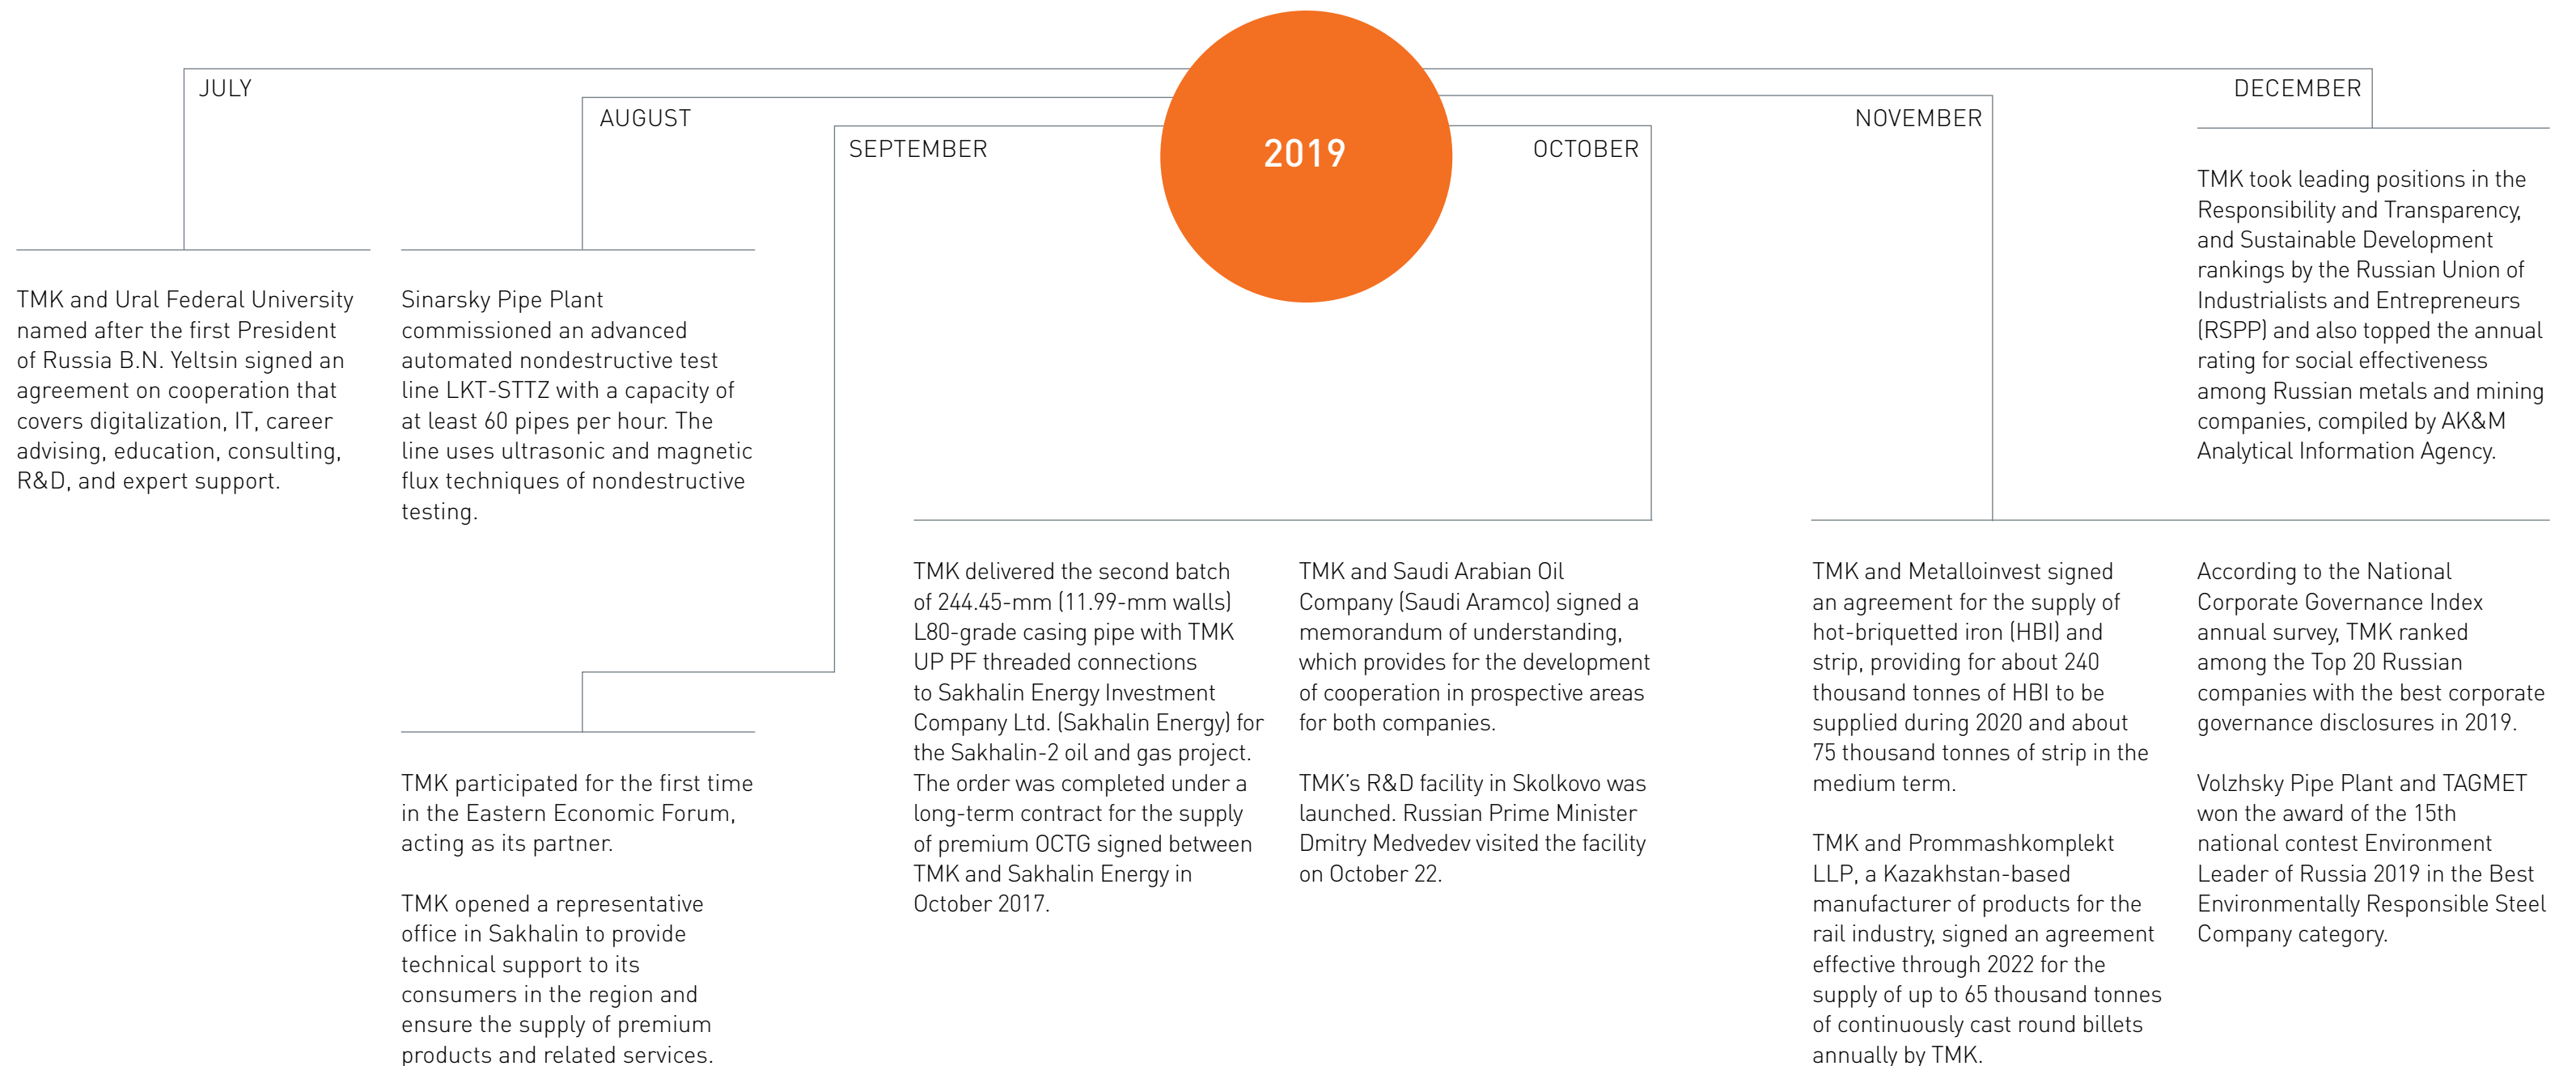 2019
JULY
TMK and Ural Federal University
named after the first President
of Russia B.N. Yeltsin signed an
agreement on cooperation that
covers digitalization, IT, career
advising, education, consulting,
R&D, and expert support.
AUGUST
Sinarsky Pipe Plant
commissioned an advanced
automated nondestructive test
line LKT-STTZ with a capacity of
at least 60 pipes per hour. The
line uses ultrasonic and magnetic
flux techniques of nondestructive
testing.
SEPTEMBER
TMK participated for the first time
in the Eastern Economic Forum,
acting as its partner.
TMK opened a representative
office in Sakhalin to provide
technical support to its
consumers in the region and
ensure the supply of premium
products and related services.
OCTOBER
TMK delivered the second batch
of 244.45-mm (11.99-mm walls)
L80-grade casing pipe with TMK
UP PF threaded connections
to Sakhalin Energy Investment
Company Ltd. (Sakhalin Energy) for
the Sakhalin-2 oil and gas project.
The order was completed under a
long-term contract for the supply
of premium OCTG signed between
TMK and Sakhalin Energy in
October 2017.
TMK and Saudi Arabian Oil
Company (Saudi Aramco) signed a
memorandum of understanding,
which provides for the development
of cooperation in prospective areas
for both companies.
TMK's R&D facility in Skolkovo was
launched. Russian Prime Minister
Dmitry Medvedev visited the facility
on October 22.
NOVEMBER
TMK and Metalloinvest signed
an agreement for the supply of
hot-briquetted iron (HBI) and
strip, providing for about 240
thousand tonnes of HBI to be
supplied during 2020 and about
75 thousand tonnes of strip in the
medium term.
TMK and Prommashkomplekt
LLP, a Kazakhstan-based
manufacturer of products for the
rail industry, signed an agreement
effective through 2022 for the
supply of up to 65 thousand tonnes
of continuously cast round billets
annually by TMK.
According to the National
Corporate Governance Index
annual survey, TMK ranked
among the Top 20 Russian
companies with the best corporate
governance disclosures in 2019.
Volzhsky Pipe Plant and TAGMET
won the award of the 15th
national contest Environment
Leader of Russia 2019 in the Best
Environmentally Responsible Steel
Company category.
DECEMBER
TMK took leading positions in the
Responsibility and Transparency,
and Sustainable Development
rankings by the Russian Union of
Industrialists and Entrepreneurs
(RSPP) and also topped the annual
rating for social effectiveness
among Russian metals and mining
companies, compiled by AK&M
Analytical Information Agency.